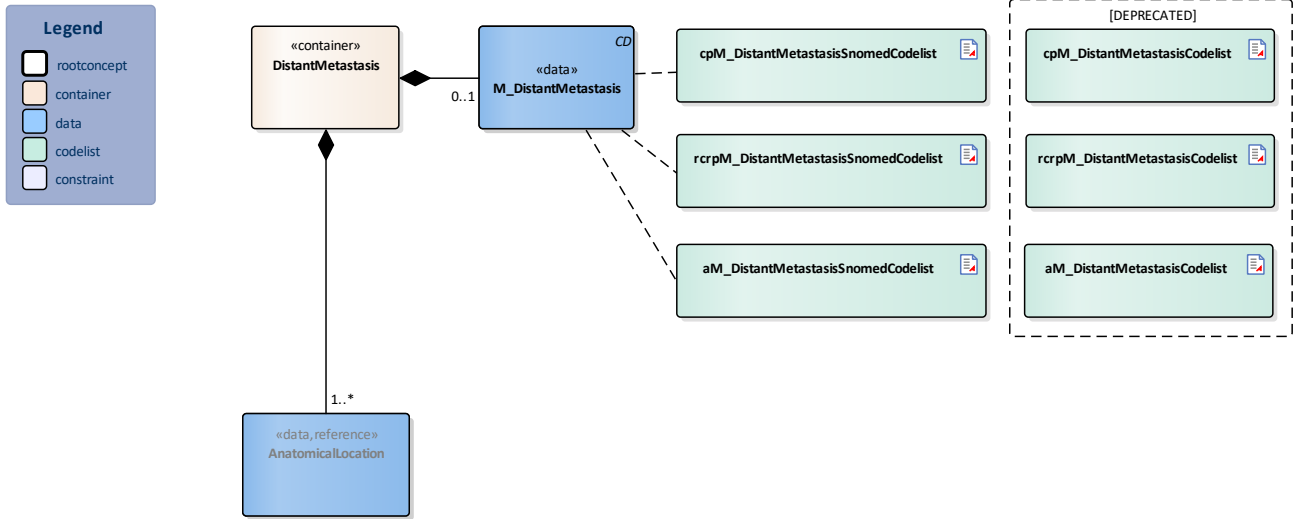 Legend
rootconcept
container
data
codelist
constraint
«container»
DistantMetastasis
0..1
CD
«data»
M_DistantMetastasis
cpM_DistantMetastasisSnomedCodelist
rcrpM_DistantMetastasisSnomedCodelist
aM_DistantMetastasisSnomedCodelist
[DEPRECATED]
cpM_DistantMetastasisCodelist
rcrpM_DistantMetastasisCodelist
aM_DistantMetastasisCodelist
1..*
«data,reference»
AnatomicalLocation